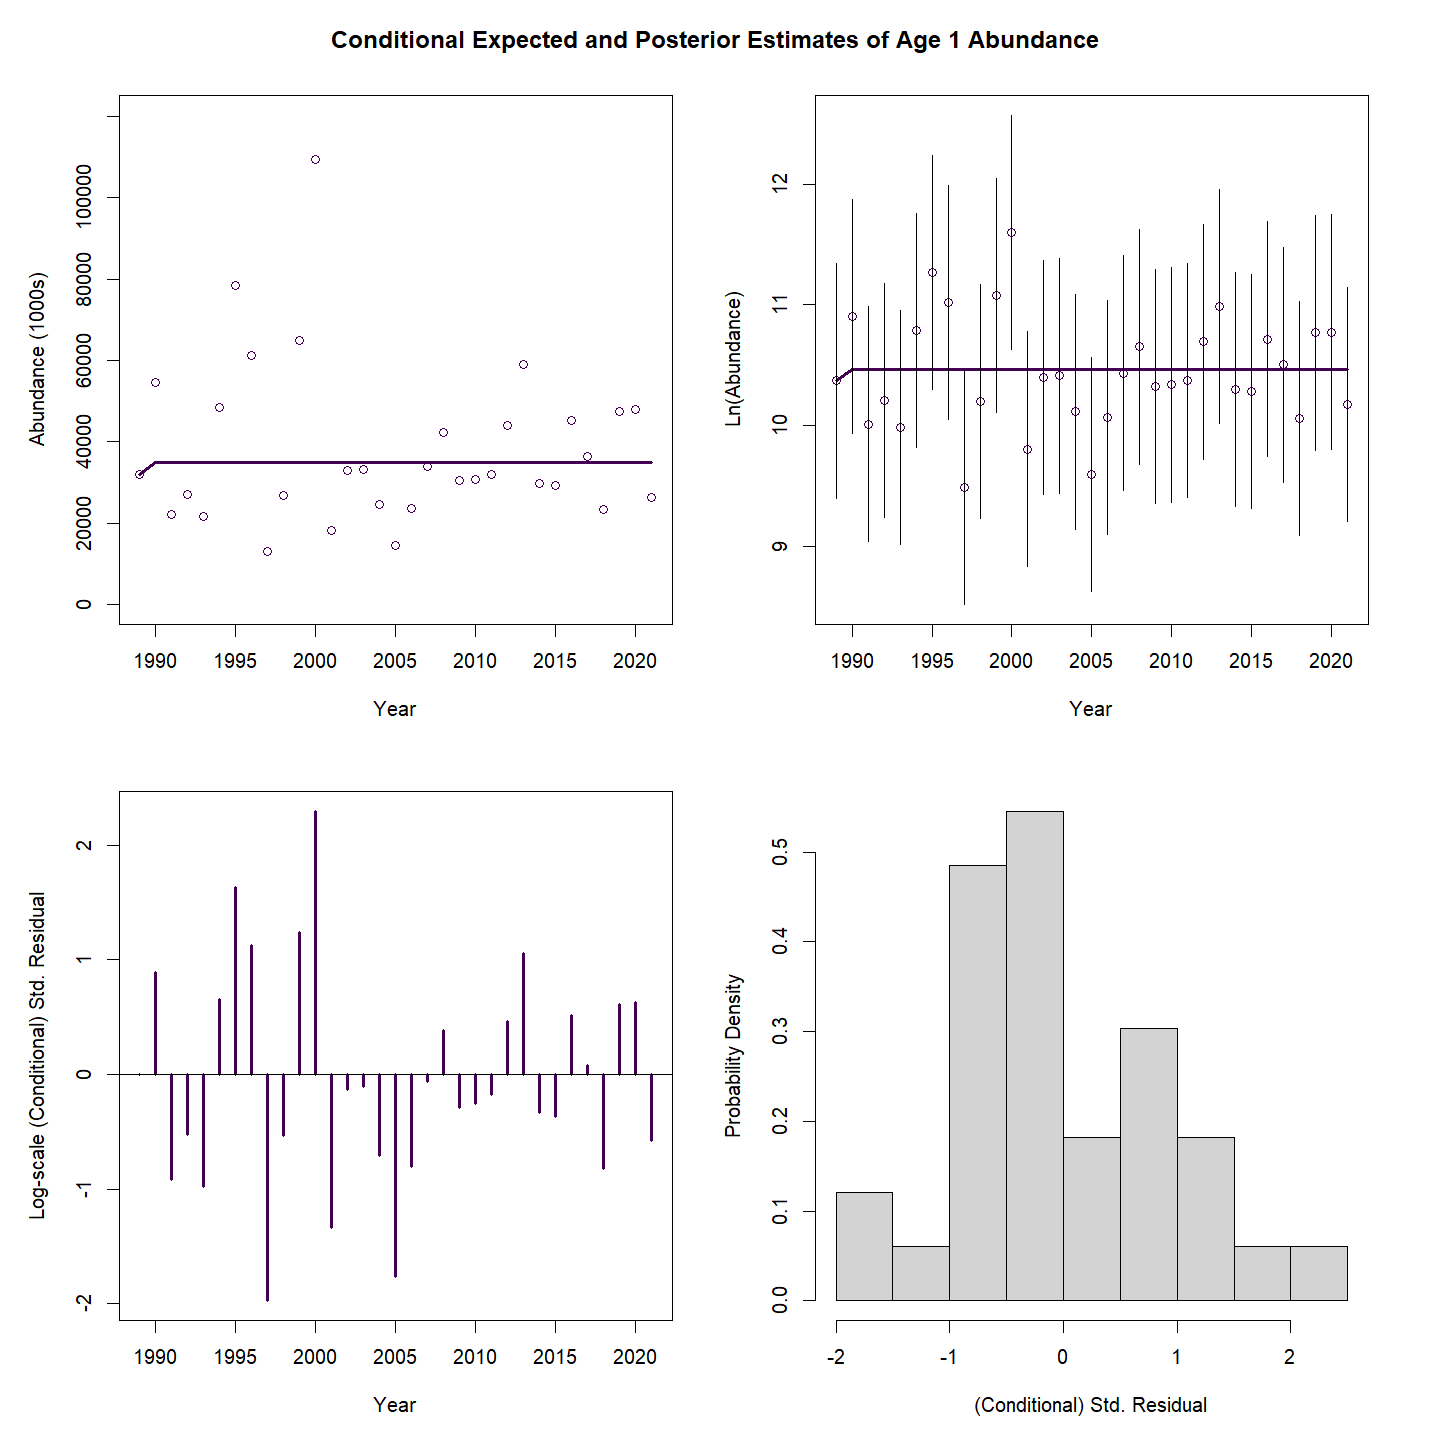 Conditional Expected and Posterior Estimates of Age 1 Abundance
Abundance (1000s)
0 20000 40000 60000 80000 100000
1990 1995 2000 2005 2010 2015 2020
Year
Ln(Abundance)
9 10 11 12
1990 1995 2000 2005 2010 2015 2020
Year
Log-scale (Conditional) Std. Residual
-2 -1 0 1 2
1990 1995 2000 2005 2010 2015 2020
Year
Probability Density
0.0 0.1 0.2 0.3 0.4 0.5
-2 -1 0 1 2
(Conditional) Std. Residual